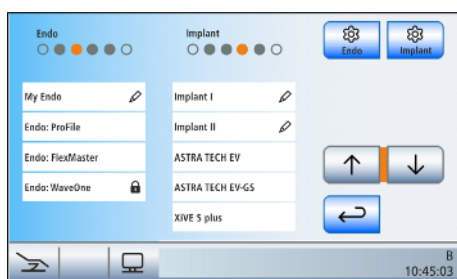 Endo
Implant
Endo
Implant
My Endo
Implant I
Endo: ProFile
Implant II
Endo: FlexMaster
ASTRA TECH EV
Endo: WaveOne
ASTRA TECH EV-GS
XiVE S plus
B
10:45:03